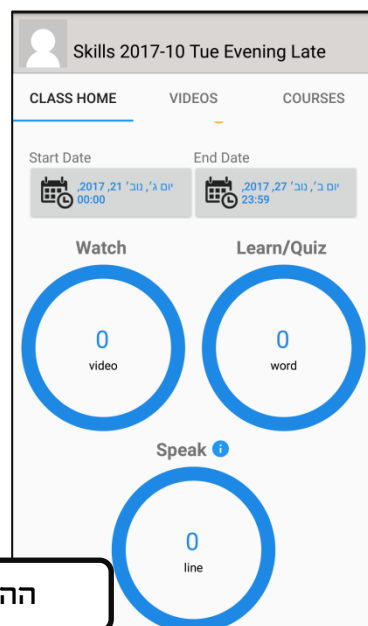 Skills 2017-10 Tue Evening Late
CLASS HOME VIDEOS COURSES
Start Date End Date
יום ג׳, נוב׳ 21, 2017, יום ב׳, נוב׳ 27, 2017,
00:00 23:59
Watch Learn/Quiz
0 0
video word
Speak
0
line